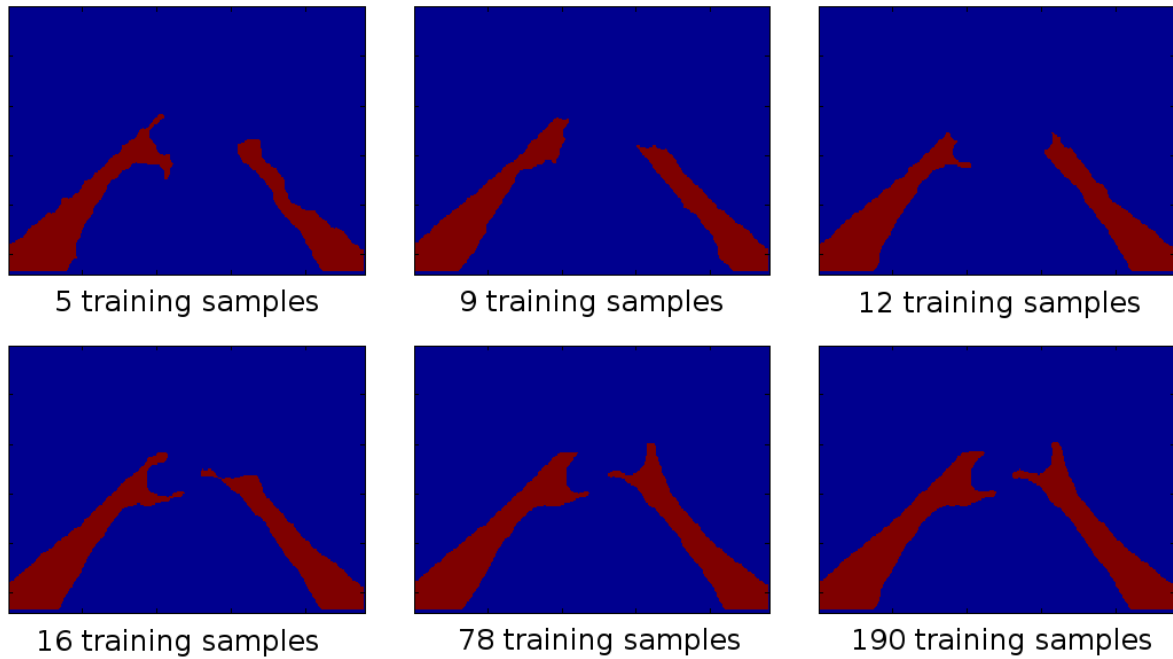 5 training samples
9 training samples
12 training samples
16 training samples
78 training samples
190 training samples